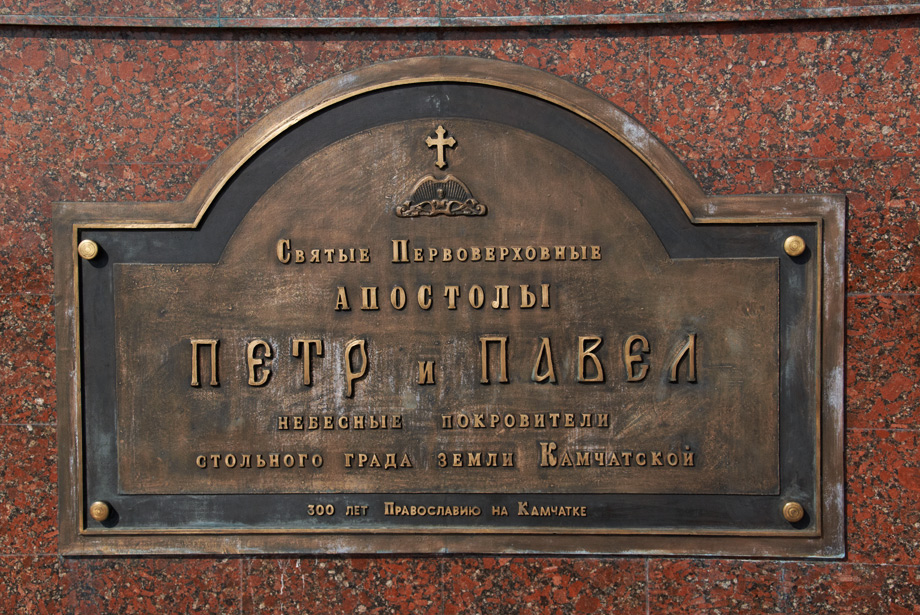 Святые Первоверховные
АПОСТОЛЫ
ПЕТР и ПАВЕЛ
НЕБЕСНЫЕ ПОКРОВИТЕЛИ
СТОЛЬНОГО ГРАДА ЗЕМЛИ КАМЧАТСКОЙ
300 ЛЕТ ПРАВОСЛАВИЮ НА КАМЧАТКЕ